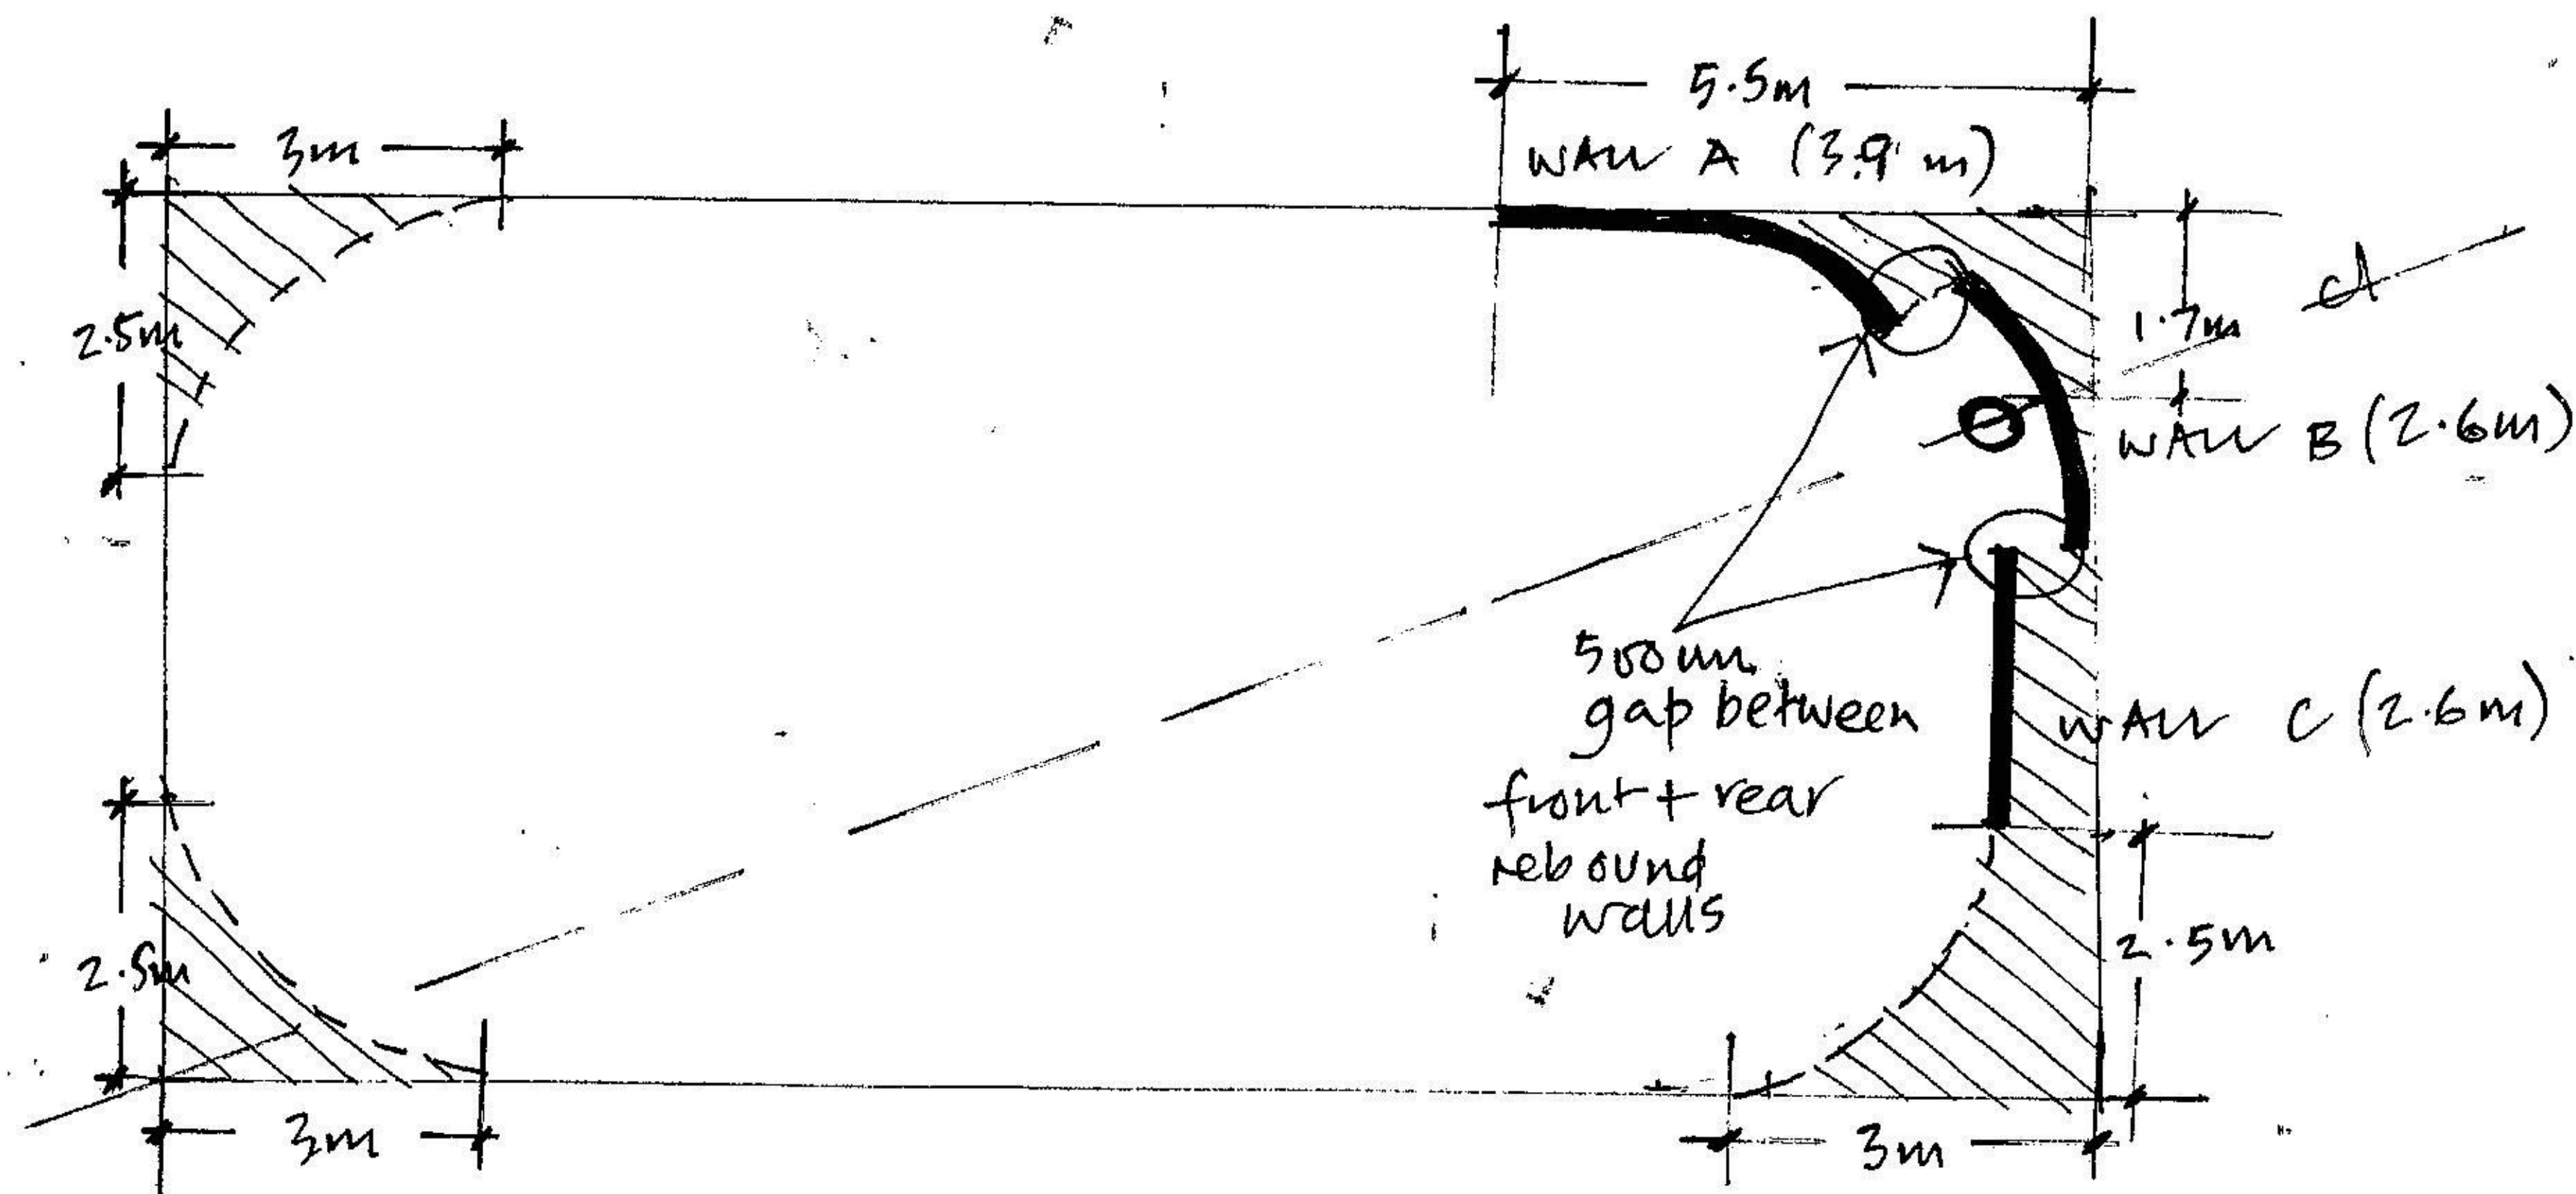 5.5m
3m
WALL A (3.9 m)
2.5m
1.7m
cl
WALL B (2.6m)
500mm
gap between
front + rear
rebound
walls
WALL C (2.6m)
2.5m
2.5m
3m
3m